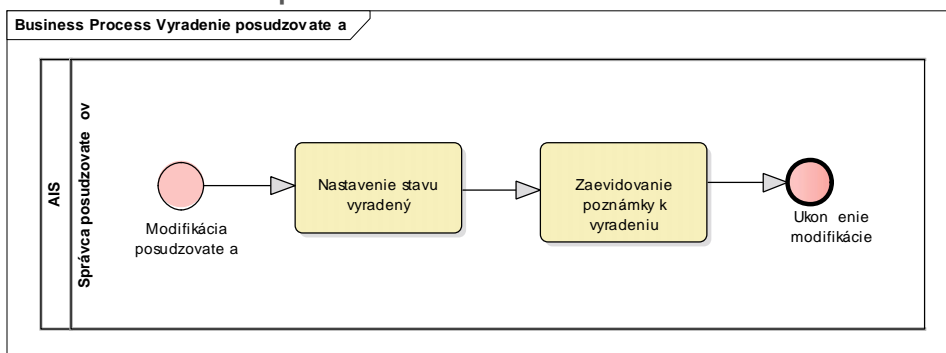 Business Process Vyradenie posudzovate a
AIS
Správca posudzovate ov
Modifikácia
posudzovate a
Nastavenie stavu
vyradený
Zaevidovanie
poznámky k
vyradeniu
Ukon enie
modifikácie